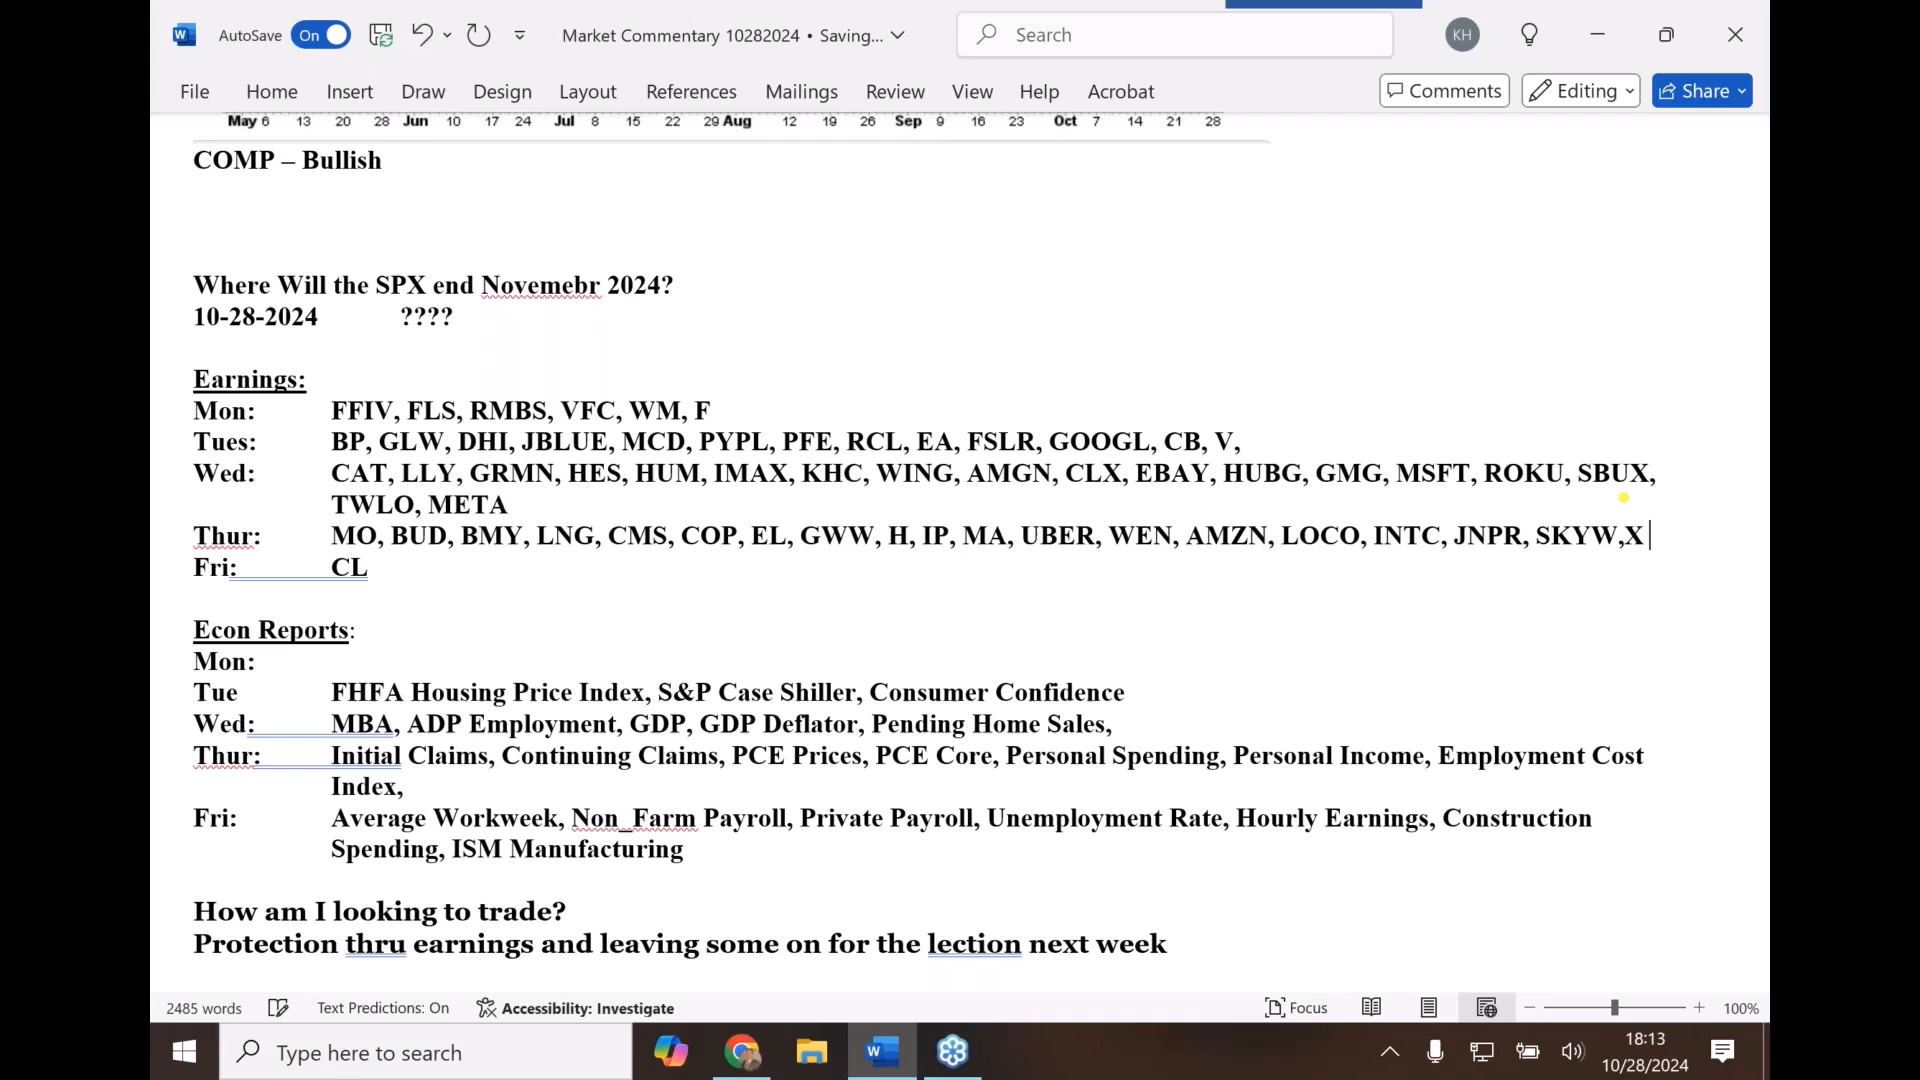 AutoSave On Market Commentary 10282024 • Saving... Search KH
File Home Insert Draw Design Layout References Mailings Review View Help Acrobat Comments Editing Share
May 6 13 20 28 Jun 10 17 24 Jul 8 15 22 29 Aug 12 19 26 Sep 9 16 23 Oct 7 14 21 28
COMP – Bullish
Where Will the SPX end Novemebr 2024?
10-28-2024 ????
Earnings:
Mon: FFIV, FLS, RMBS, VFC, WM, F
Tues: BP, GLW, DHI, JBLUE, MCD, PYPL, PFE, RCL, EA, FSLR, GOOGL, CB, V,
Wed: CAT, LLY, GRMN, HES, HUM, IMAX, KHC, WING, AMGN, CLX, EBAY, HUBG, GMG, MSFT, ROKU, SBUX,
TWLO, META
Thur: MO, BUD, BMY, LNG, CMS, COP, EL, GWW, H, IP, MA, UBER, WEN, AMZN, LOCO, INTC, JNPR, SKYW,X
Fri: CL
Econ Reports:
Mon:
Tue FHFA Housing Price Index, S&P Case Shiller, Consumer Confidence
Wed: MBA, ADP Employment, GDP, GDP Deflator, Pending Home Sales,
Thur: Initial Claims, Continuing Claims, PCE Prices, PCE Core, Personal Spending, Personal Income, Employment Cost
Index,
Fri: Average Workweek, Non_Farm Payroll, Private Payroll, Unemployment Rate, Hourly Earnings, Construction
Spending, ISM Manufacturing
How am I looking to trade?
Protection thru earnings and leaving some on for the lection next week
2485 words Text Predictions: On Accessibility: Investigate Focus 100%
Type here to search 18:13
10/28/2024